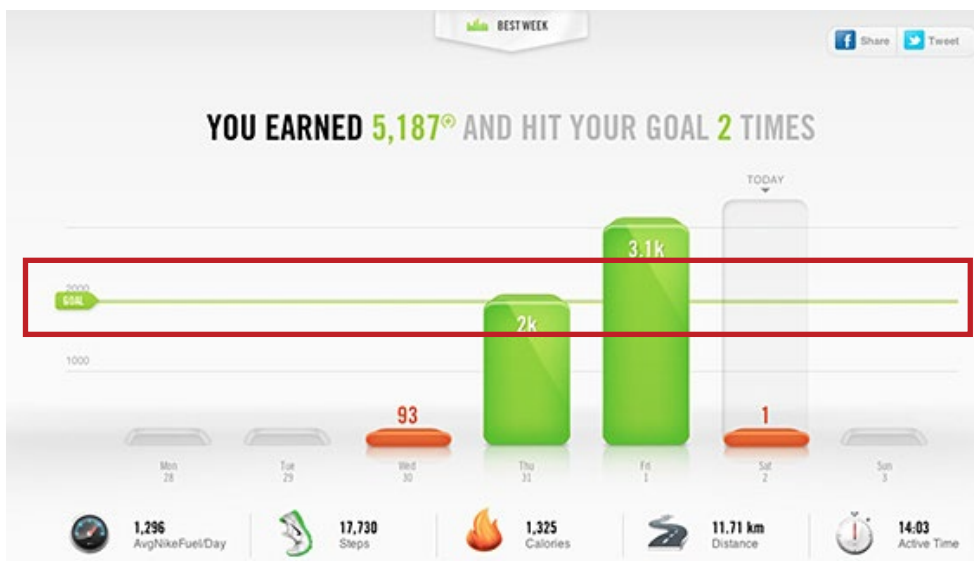 BEST WEEK
Share Tweet
YOU EARNED 5,187 AND HIT YOUR GOAL 2 TIMES
TODAY
3.1k
2000
GOAL
2k
1000
93
1
Mon Tue Wed Thu Fri Sat Sun
28 29 30 31 1 2 3
1,296 17,730 1,325 11.71 km 14:03
AvgNikeFuel/Day Steps Calories Distance Active Time